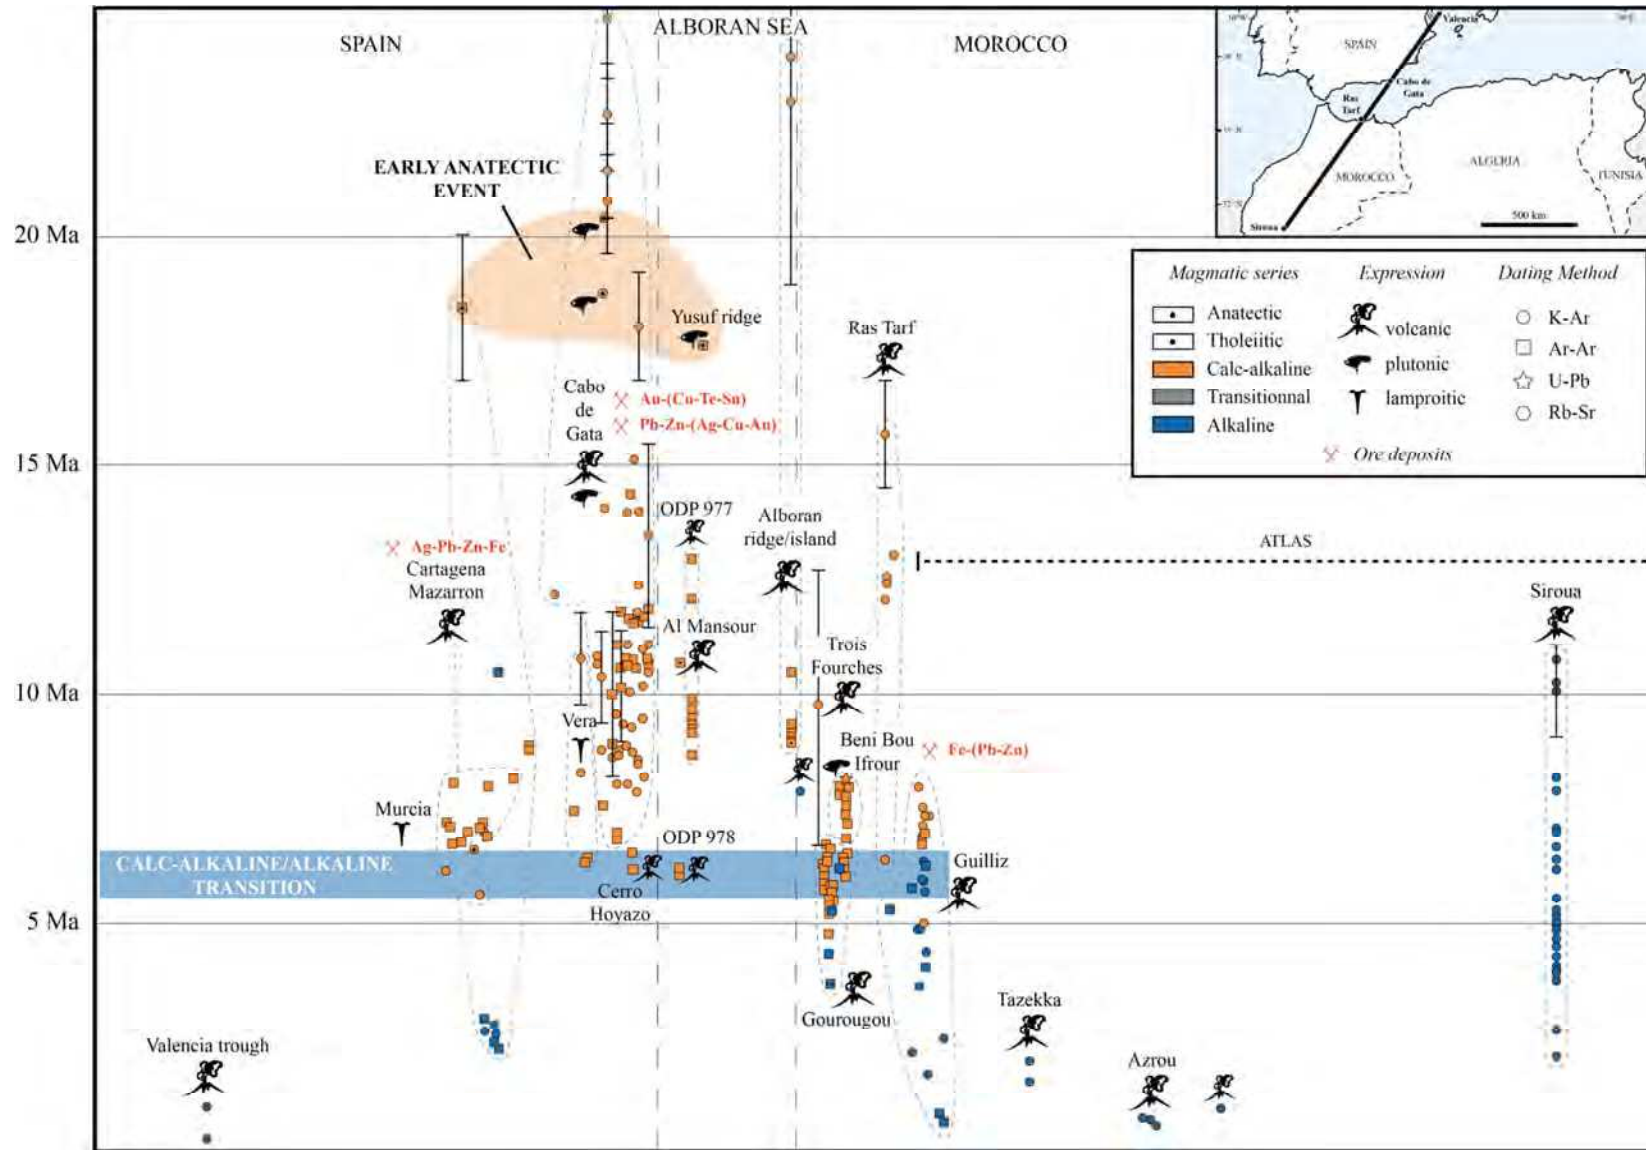 SPAIN
ALBORAN SEA
MOROCCO
EARLY ANATECTIC
EVENT
20 Ma
15 Ma
10 Ma
5 Ma
Yusuf ridge
Ras Tarf
Cabo
de
Gata
Au-(Cu-Te-Sn)
Pb-Zn-(Ag-Cu-Au)
ODP 977
Alboran
ridge/island
ATLAS
Ag-Pb-Zn-Fe
Cartagena
Mazarron
Siroua
Al Mansour
Trois
Fourches
Vera
Beni Bou
Ifrour
Fe-(Pb-Zn)
Murcia
ODP 978
CALC-ALKALINE/ALKALINE
TRANSITION
Guilliz
Cerro
Hoyazo
Gourougou
Tazekka
Valencia trough
Azrou
Valencia
SPAIN
Cabo de
Gata
Ras
Tarf
ALGERIA
MOROCCO
TUNISIA
Siroua
500 km
Magmatic series
Anatectic
Tholeiitic
Calc-alkaline
Transitionnal
Alkaline
Expression
volcanic
plutonic
lamproitic
Dating Method
K-Ar
Ar-Ar
U-Pb
Rb-Sr
Ore deposits